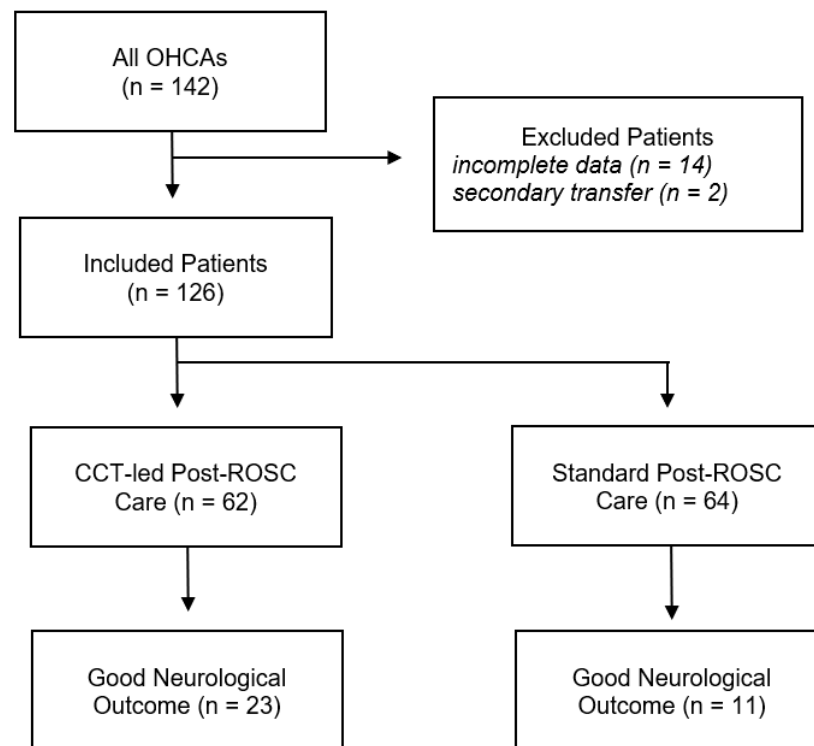 All OHCAs
(n = 142)
Excluded Patients
incomplete data (n = 14)
secondary transfer (n = 2)
Included Patients
(n = 126)
CCT-led Post-ROSC
Care (n = 62)
Standard Post-ROSC
Care (n = 64)
Good Neurological
Outcome (n = 23)
Good Neurological
Outcome (n = 11)